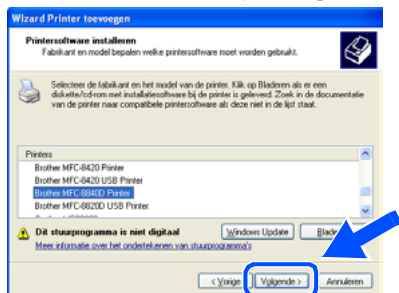 Wizard Printer toevoegen
Printersoftware installeren
Fabrikant en model bepalen welke printersoftware moet worden gebruikt.
Selecteer de fabrikant en het model van de printer. Klik op Bladeren als er een
diskette/cd-rom met installatiesoftware bij de printer is geleverd. Zoek in de documentatie
van de printer naar compatibele printersoftware als deze niet in de lijst staat.
Printers
Brother MFC-8420 Printer
Brother MFC-8420 USB Printer
Brother MFC-8840D Printer
Brother MFC-8820D USB Printer
Dit stuurprogramma is niet digitaal
Windows Update
Blade
Meer informatie over het ondertekenen van stuurprogramma's
< Vorige
Volgende >
Annuleren